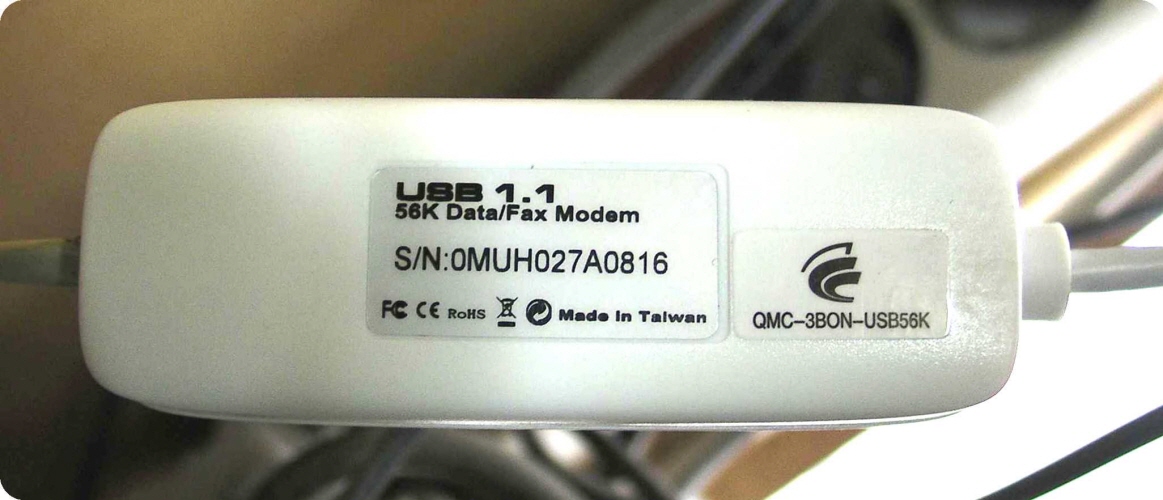 USB 1.1
56K Data/Fax Modem
S/N:0MUH027A0816
FC CE RoHS Made In Taiwan
QMC-3BON-USB56K